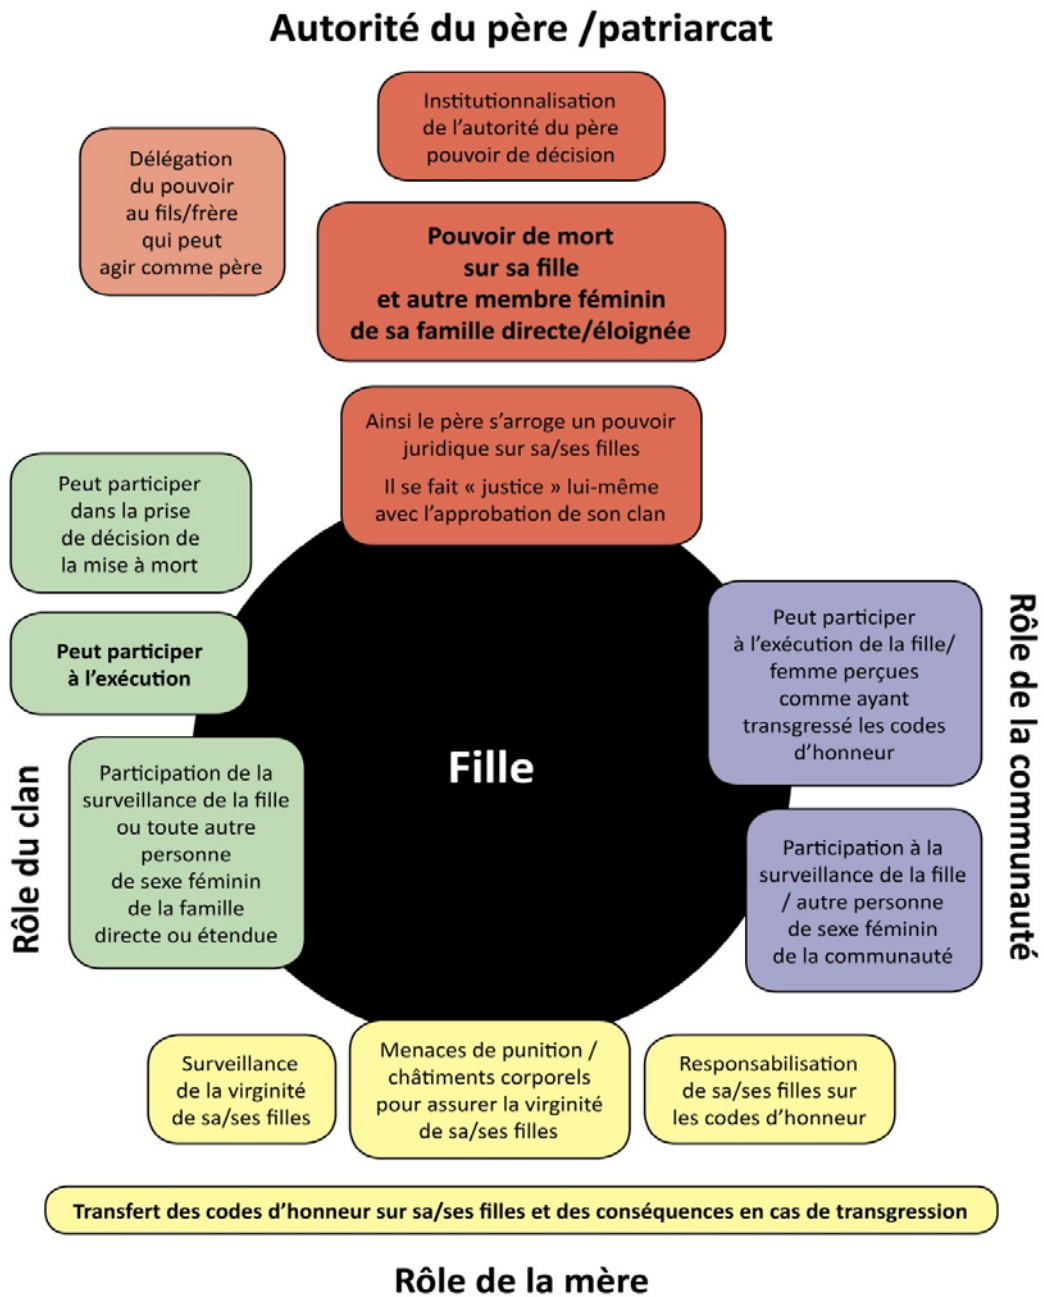 Autorité du père /patriarcat
Institutionnalisation
de l’autorité du père
pouvoir de décision
Délégation
du pouvoir
au fils/frère
qui peut
agir comme père
Pouvoir de mort
sur sa fille
et autre membre féminin
de sa famille directe/éloignée
Ainsi le père s’arroge un pouvoir
juridique sur sa/ses filles
Il se fait « justice » lui-même
avec l’approbation de son clan
Rôle du clan
Peut participer
dans la prise
de décision de
la mise à mort
Peut participer
à l’exécution
Participation de la
surveillance de la fille
ou toute autre
personne
de sexe féminin
de la famille
directe ou étendue
Fille
Rôle de la communauté
Peut participer
à l’exécution de la fille/
femme perçues
comme ayant
transgressé les codes
d’honneur
Participation à la
surveillance de la fille
/ autre personne
de sexe féminin
de la communauté
Surveillance
de la virginité
de sa/ses filles
Menaces de punition /
châtiments corporels
pour assurer la virginité
de sa/ses filles
Responsabilisation
de sa/ses filles sur
les codes d’honneur
Transfert des codes d’honneur sur sa/ses filles et des conséquences en cas de transgression
Rôle de la mère